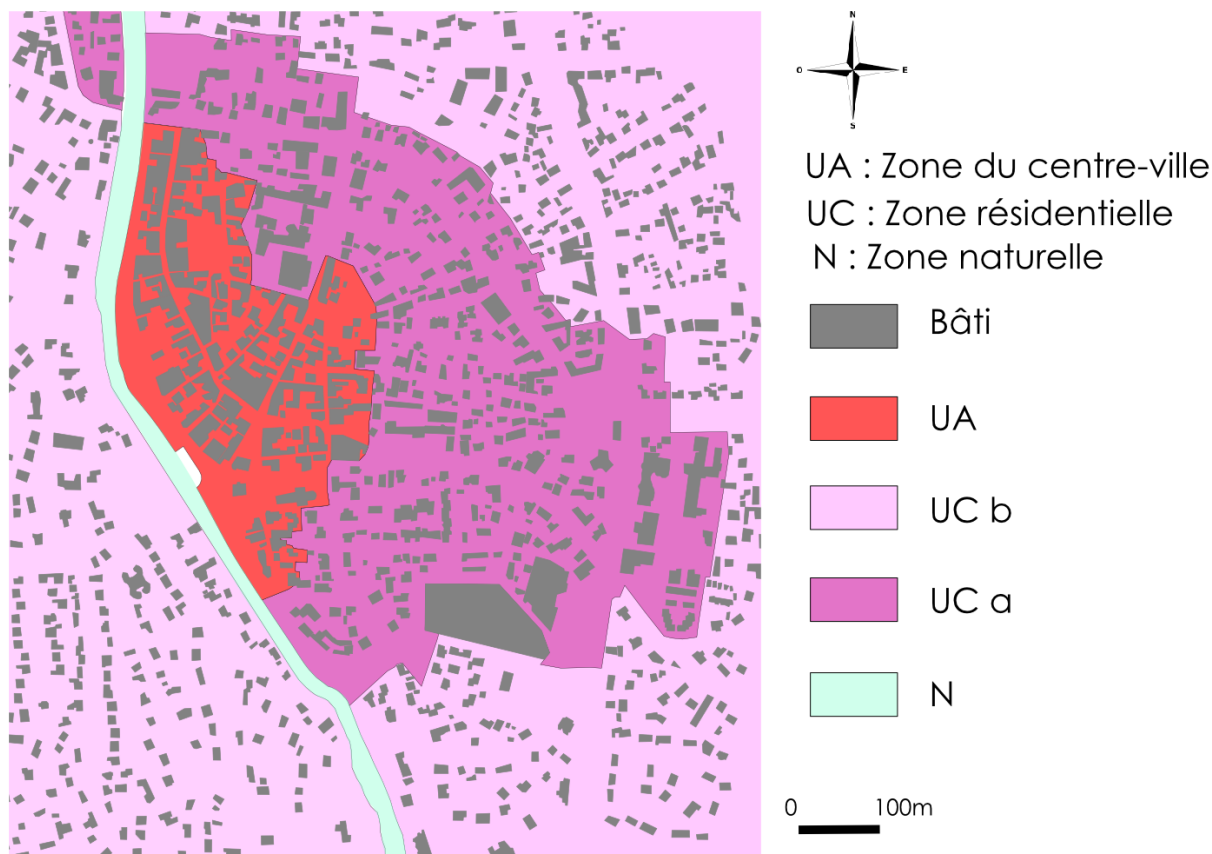 N
O E
S
UA : Zone du centre-ville
UC : Zone résidentielle
N : Zone naturelle
Bâti
UA
UC b
UC a
N
0 100m